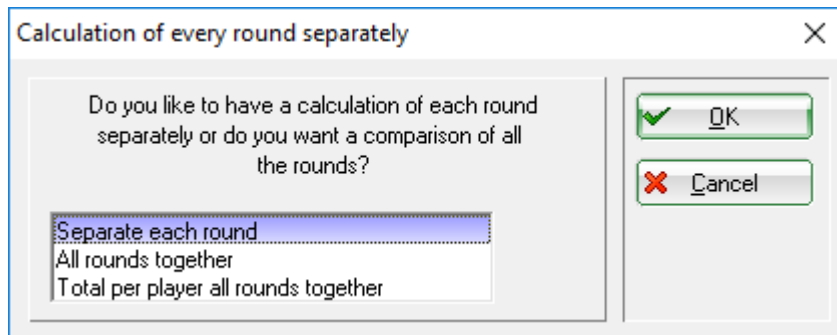 Calculation of every round separately
Do you like to have a calculation of each round
separately or do you want a comparison of all
the rounds?
OK
Cancel
Separate each round
All rounds together
Total per player all rounds together